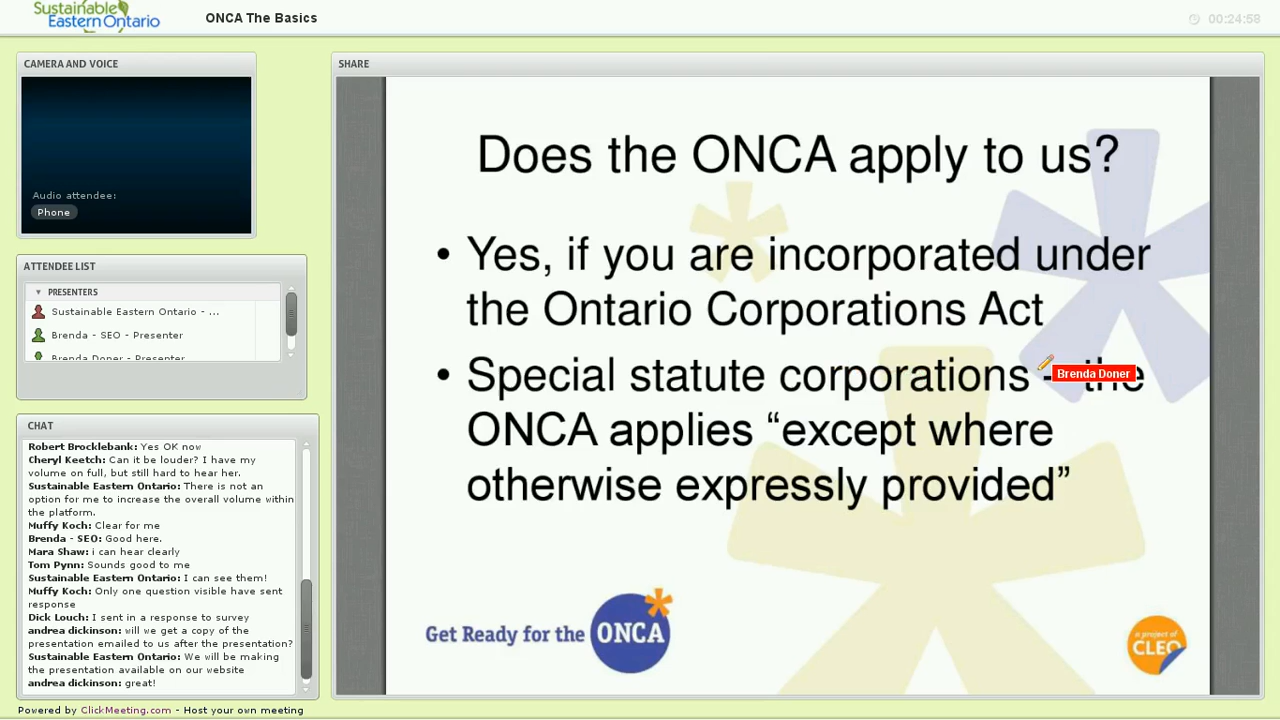 Sustainable
Eastern Ontario
ONCA The Basics
00:24:58
CAMERA AND VOICE
Audio attendee:
Phone
ATTENDEE LIST
PRESENTERS
Sustainable Eastern Ontario - ...
Brenda - SEO - Presenter
Brenda Doner - Presenter
CHAT
Robert Brocklebank: Yes OK now
Cheryl Keetch: Can it be louder? I have my
volume on full, but still hard to hear her.
Sustainable Eastern Ontario: There is not an
option for me to increase the overall volume within
the platform.
Muffy Koch: Clear for me
Brenda - SEO: Good here.
Mara Shaw: i can hear clearly
Tom Pynn: Sounds good to me
Sustainable Eastern Ontario: I can see them!
Muffy Koch: Only one question visible have sent
response
Dick Louch: I sent in a response to survey
andrea dickinson: will we get a copy of the
presentation emailed to us after the presentation?
Sustainable Eastern Ontario: We will be making
the presentation available on our website
andrea dickinson: great!
Powered by ClickMeeting.com - Host your own meeting
SHARE
Does the ONCA apply to us?
• Yes, if you are incorporated under
the Ontario Corporations Act
• Special statute corporations - the
Brenda Doner
ONCA applies “except where
otherwise expressly provided”
Get Ready for the ONCA
a project of
CLEO